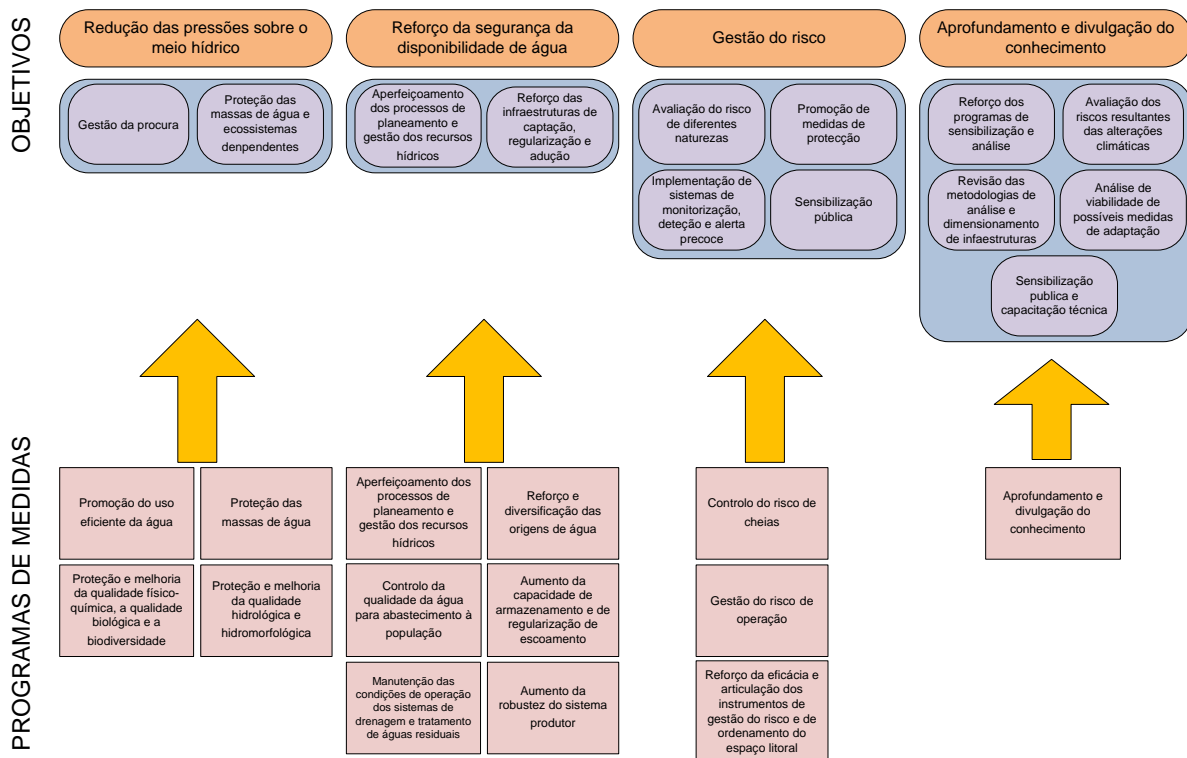 OBJETIVOS
Redução das pressões sobre o
meio hídrico
Gestão da procura
Proteção das
massas de água e
ecossistemas
denpendentes
Reforço da segurança da
disponibilidade de água
Aperfeiçoamento
dos processos de
planeamento e
gestão dos recursos
hídricos
Reforço das
infraestruturas de
captação,
regularização e
adução
Gestão do risco
Avaliação do risco
de diferentes
naturezas
Promoção de
medidas de
protecção
Implementação de
sistemas de
monitorização,
deteção e alerta
precoce
Sensibilização
pública
Aprofundamento e divulgação do
conhecimento
Reforço dos
programas de
sensibilização e
análise
Avaliação dos
riscos resultantes
das alterações
climáticas
Revisão das
metodologias de
análise e
dimensionamento
de infaestruturas
Análise de
viabilidade de
possíveis medidas
de adaptação
Sensibilização
publica e
capacitação técnica
PROGRAMAS DE MEDIDAS
Promoção do uso
eficiente da água
Proteção das
massas de água
Proteção e melhoria
da qualidade físico-
química, a qualidade
biológica e a
biodiversidade
Proteção e melhoria
da qualidade
hidrológica e
hidromorfológica
Aperfeiçoamento dos
processos de
planeamento e
gestão dos recursos
hídricos
Reforço e
diversificação das
origens de água
Controlo da
qualidade da água
para abastecimento à
população
Aumento da
capacidade de
armazenamento e de
regularização de
escoamento
Manutenção das
condições de operação
dos sistemas de
drenagem e tratamento
de águas residuais
Aumento da
robustez do sistema
produtor
Controlo do risco de
cheias
Gestão do risco de
operação
Reforço da eficácia e
articulação dos
instrumentos de
gestão do risco e de
ordenamento do
espaço litoral
Aprofundamento e
divulgação do
conhecimento